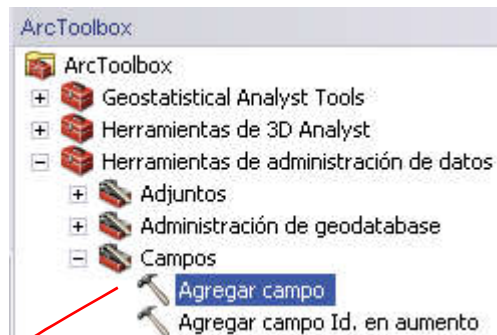 ArcToolbox
ArcToolbox
Geostatistical Analyst Tools
Herramientas de 3D Analyst
Herramientas de administración de datos
Adjuntos
Administración de geodatabase
Campos
Agregar campo
Agregar campo Id. en aumento